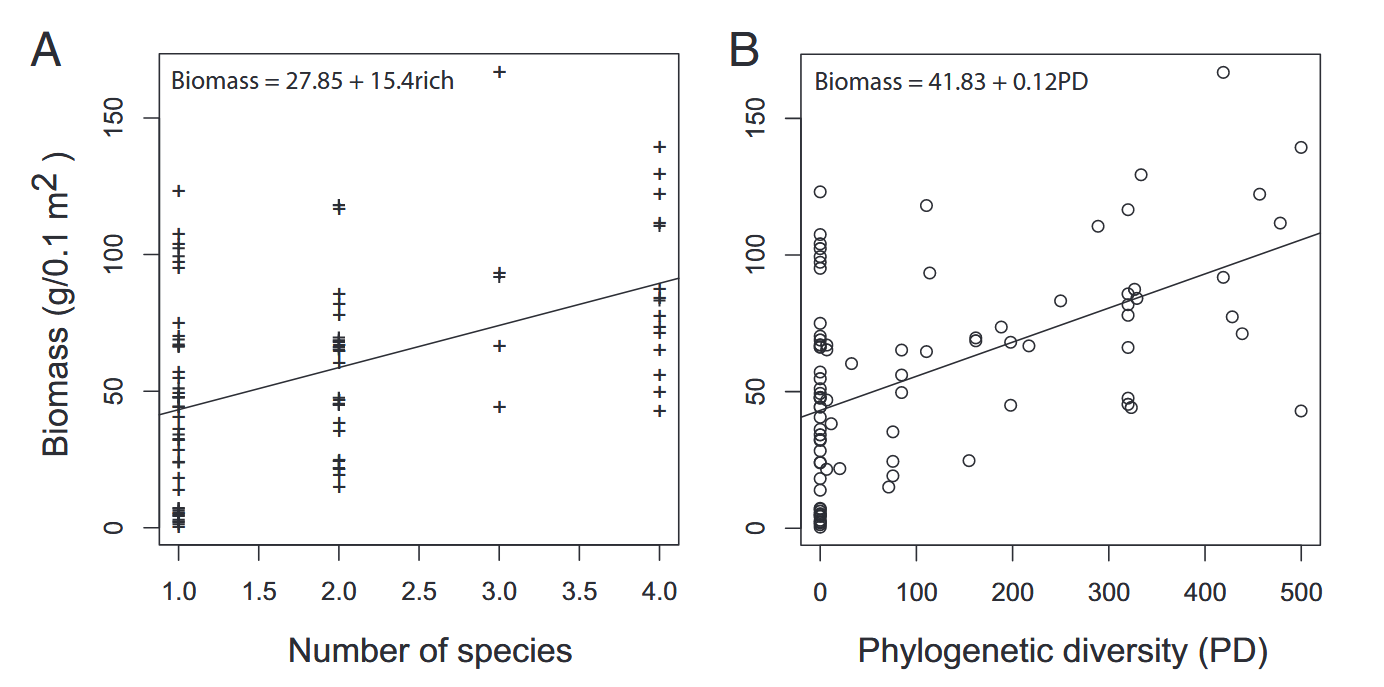 A
Biomass = 27.85 + 15.4rich
Biomass (g/0.1 m2 )
0
50
100
150
1.0 1.5 2.0 2.5 3.0 3.5 4.0
Number of species
B
Biomass = 41.83 + 0.12PD
0
50
100
150
0 100 200 300 400 500
Phylogenetic diversity (PD)